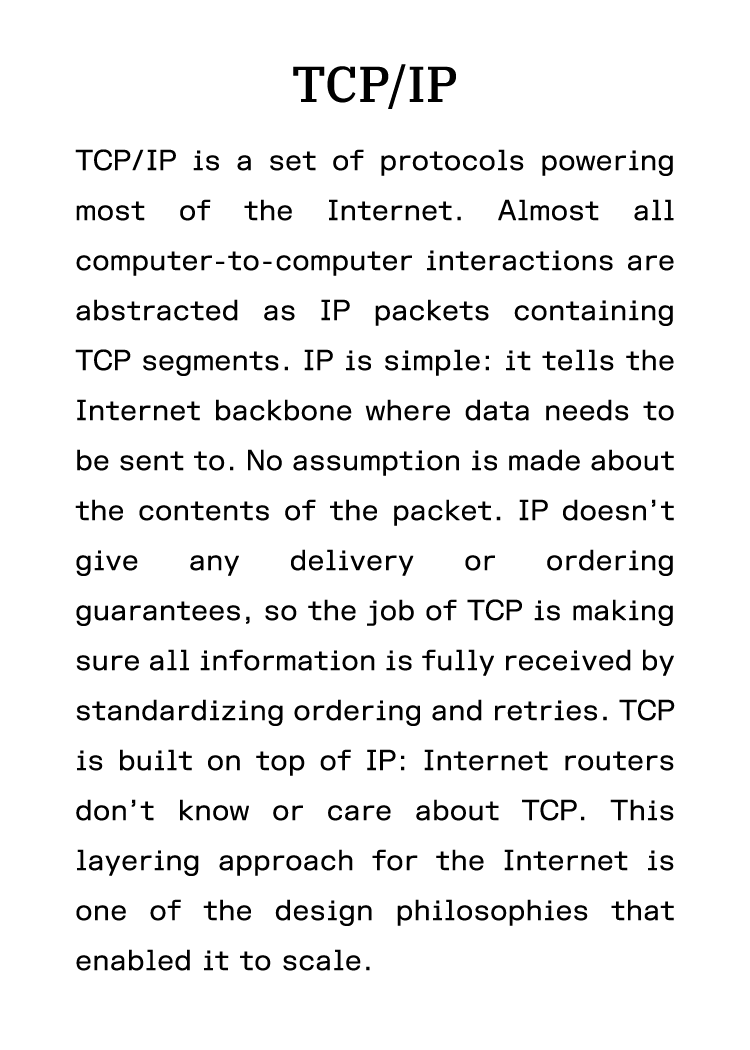 TCP/IP
TCP/IP is a set of protocols powering
most of the Internet. Almost all
computer-to-computer interactions are
abstracted as IP packets containing
TCP segments. IP is simple: it tells the
Internet backbone where data needs to
be sent to. No assumption is made about
the contents of the packet. IP doesn’t
give any delivery or ordering
guarantees, so the job of TCP is making
sure all information is fully received by
standardizing ordering and retries. TCP
is built on top of IP: Internet routers
don’t know or care about TCP. This
layering approach for the Internet is
one of the design philosophies that
enabled it to scale.